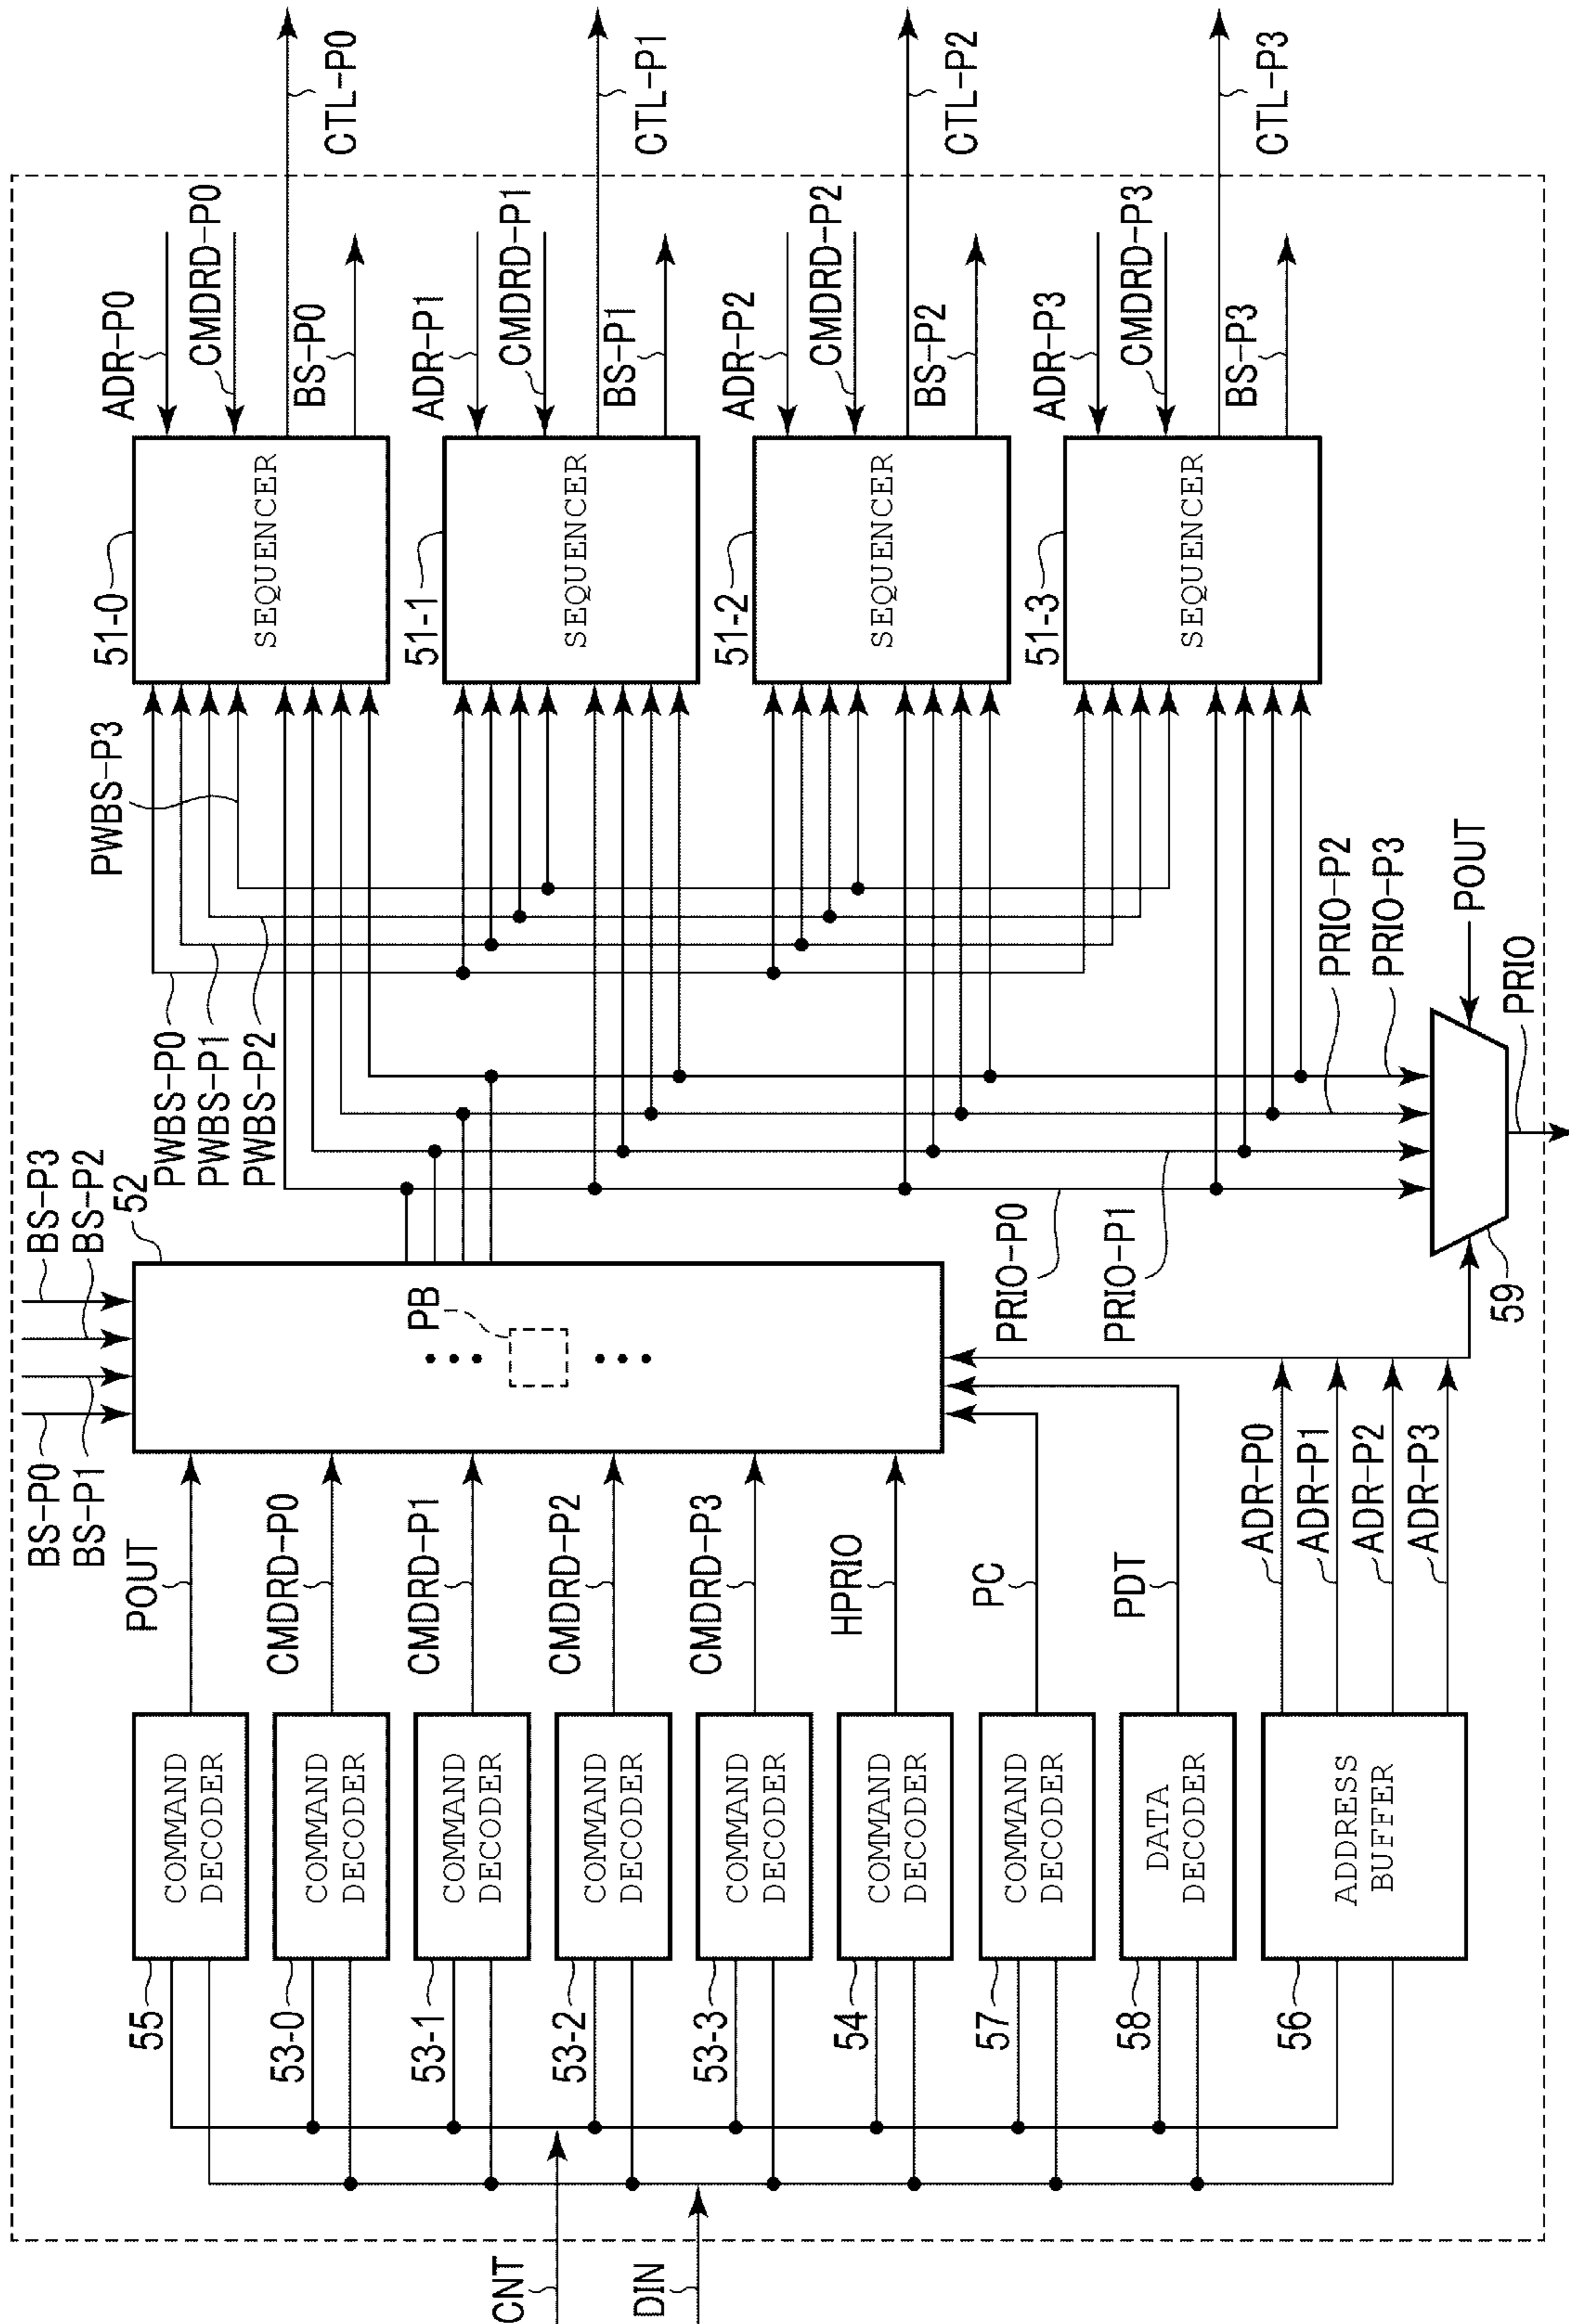 CNT
DIN
55
COMMAND
DECODER
POUT
53-0
COMMAND
DECODER
CMDRD-P0
53-1
COMMAND
DECODER
CMDRD-P1
53-2
COMMAND
DECODER
CMDRD-P2
53-3
COMMAND
DECODER
CMDRD-P3
54
COMMAND
DECODER
HPRIO
57
COMMAND
DECODER
PC
58
DATA
DECODER
PDT
56
ADDRESS
BUFFER
ADR-P0
ADR-P1
ADR-P2
ADR-P3
BS-P0
BS-P1
BS-P3
BS-P2
52
PB
PWBS-P0
PWBS-P1
PWBS-P2
PWBS-P3
PRIO-P0
PRIO-P1
PRIO-P2
PRIO-P3
59
POUT
PRIO
51-0
SEQUENCER
ADR-P0
CMDRD-P0
BS-P0
CTL-P0
51-1
SEQUENCER
ADR-P1
CMDRD-P1
BS-P1
CTL-P1
51-2
SEQUENCER
ADR-P2
CMDRD-P2
BS-P2
CTL-P2
51-3
SEQUENCER
ADR-P3
CMDRD-P3
BS-P3
CTL-P3